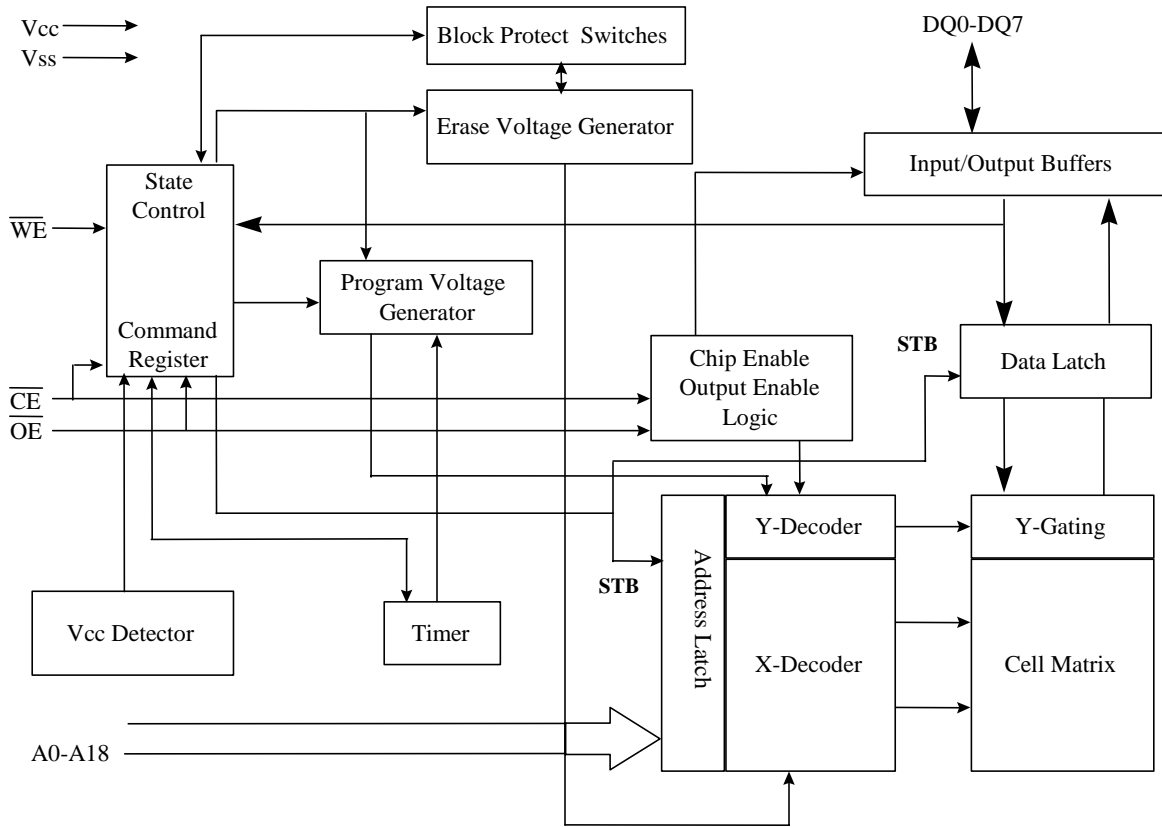 Vcc
Vss
Block Protect Switches
DQ0-DQ7
Erase Voltage Generator
Input/Output Buffers
State
Control
WE
Program Voltage
Generator
Command
Register
STB
Chip Enable
Output Enable
Logic
Data Latch
CE
OE
Address Latch
Y-Decoder
Y-Gating
STB
Vcc Detector
Timer
X-Decoder
Cell Matrix
A0-A18